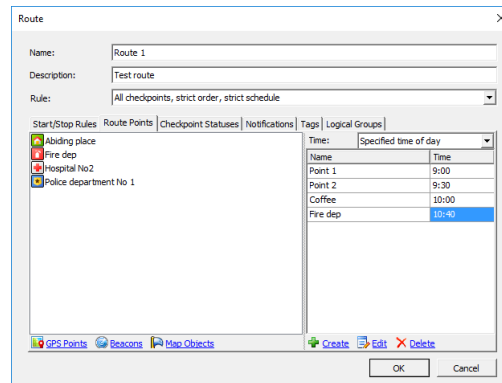 Route
Name: Route 1
Description: Test route
Rule: All checkpoints, strict order, strict schedule
Start/Stop Rules Route Points Checkpoint Statuses Notifications Tags Logical Groups
Abiding place
Fire dep
Hospital No2
Police department No 1
Time: Specified time of day
Name Time
Point 1 9:00
Point 2 9:30
Coffee 10:00
Fire dep 10:40
GPS Points Beacons Map Objects
Create Edit Delete
OK Cancel